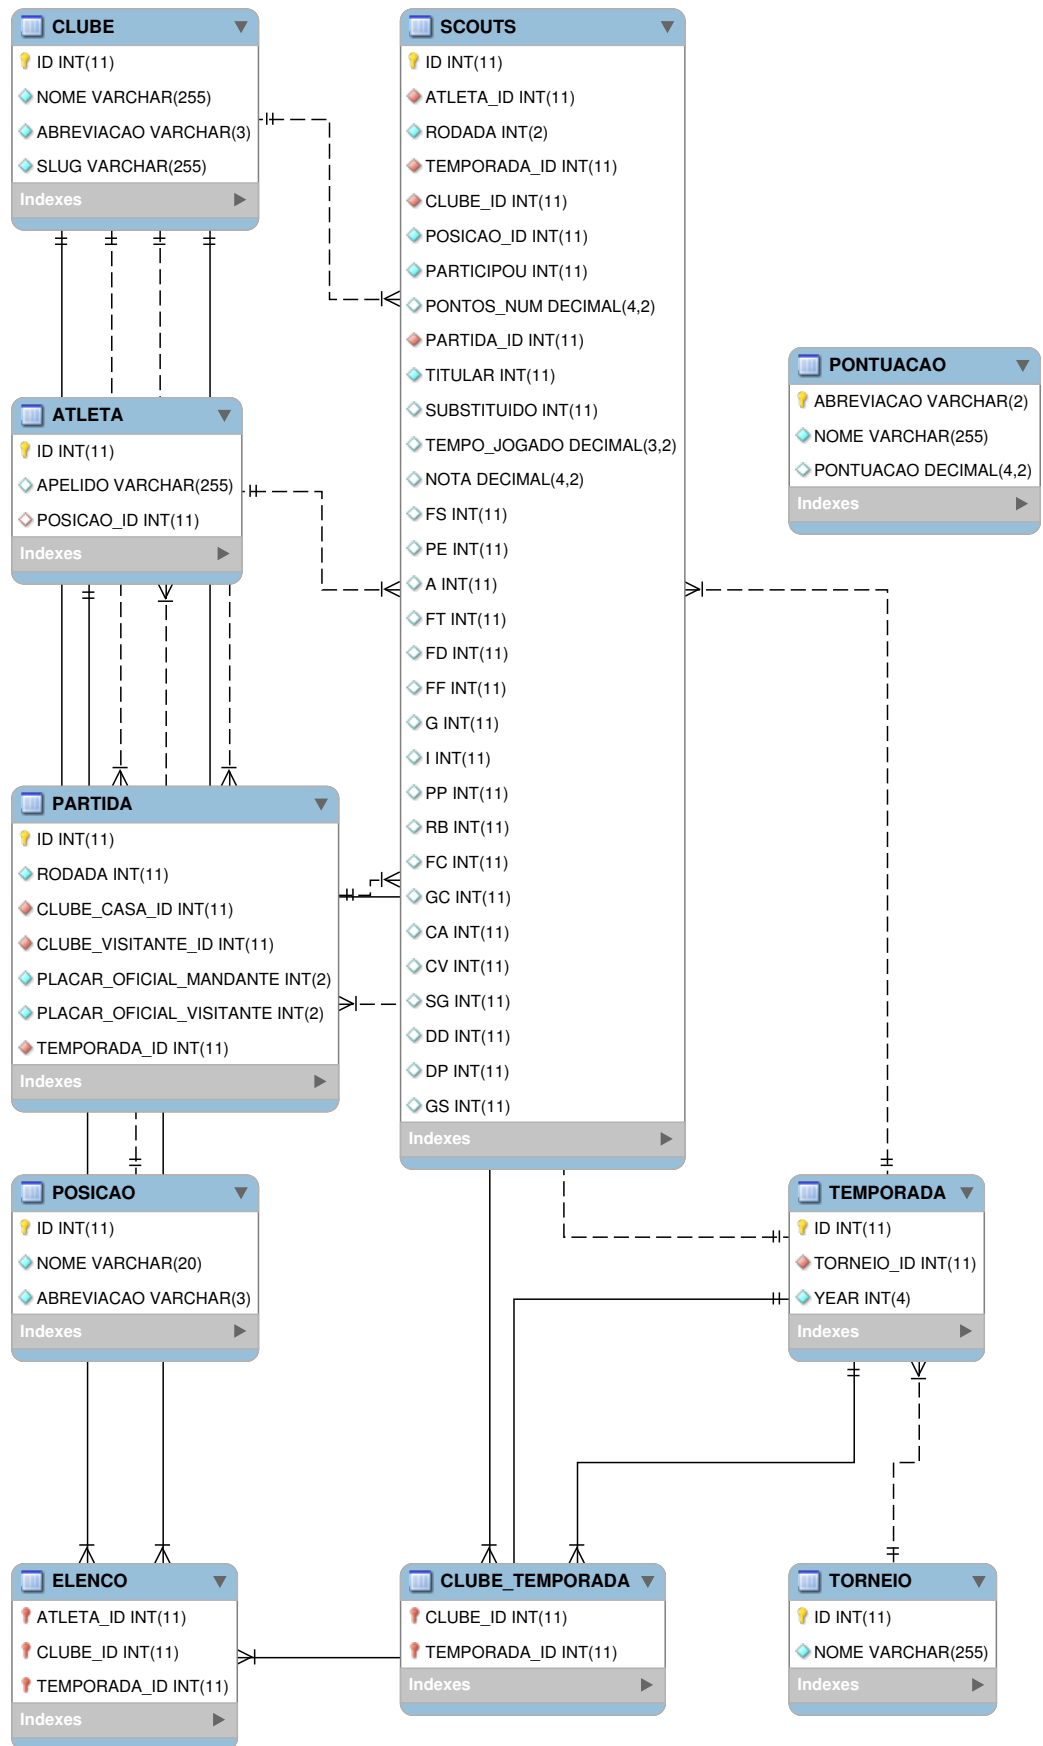 CLUBE
ID INT(11)
NOME VARCHAR(255)
ABREVIACAO VARCHAR(3)
SLUG VARCHAR(255)
Indexes
SCOUTS
ID INT(11)
ATLETA_ID INT(11)
RODADA INT(2)
TEMPORADA_ID INT(11)
CLUBE_ID INT(11)
POSICAO_ID INT(11)
PARTICIPOU INT(11)
PONTOS_NUM DECIMAL(4,2)
PARTIDA_ID INT(11)
TITULAR INT(11)
SUBSTITUIDO INT(11)
TEMPO_JOGADO DECIMAL(3,2)
NOTA DECIMAL(4,2)
FS INT(11)
PE INT(11)
A INT(11)
FT INT(11)
FD INT(11)
FF INT(11)
G INT(11)
I INT(11)
PP INT(11)
RB INT(11)
FC INT(11)
GC INT(11)
CA INT(11)
CV INT(11)
SG INT(11)
DD INT(11)
DP INT(11)
GS INT(11)
Indexes
PONTUACAO
ABREVIACAO VARCHAR(2)
NOME VARCHAR(255)
PONTUACAO DECIMAL(4,2)
Indexes
ATLETA
ID INT(11)
APELIDO VARCHAR(255)
POSICAO_ID INT(11)
Indexes
PARTIDA
ID INT(11)
RODADA INT(11)
CLUBE_CASA_ID INT(11)
CLUBE_VISITANTE_ID INT(11)
PLACAR_OFICIAL_MANDANTE INT(2)
PLACAR_OFICIAL_VISITANTE INT(2)
TEMPORADA_ID INT(11)
Indexes
POSICAO
ID INT(11)
NOME VARCHAR(20)
ABREVIACAO VARCHAR(3)
Indexes
TEMPORADA
ID INT(11)
TORNEIO_ID INT(11)
YEAR INT(4)
Indexes
ELENCO
ATLETA_ID INT(11)
CLUBE_ID INT(11)
TEMPORADA_ID INT(11)
Indexes
CLUBE_TEMPORADA
CLUBE_ID INT(11)
TEMPORADA_ID INT(11)
Indexes
TORNEIO
ID INT(11)
NOME VARCHAR(255)
Indexes